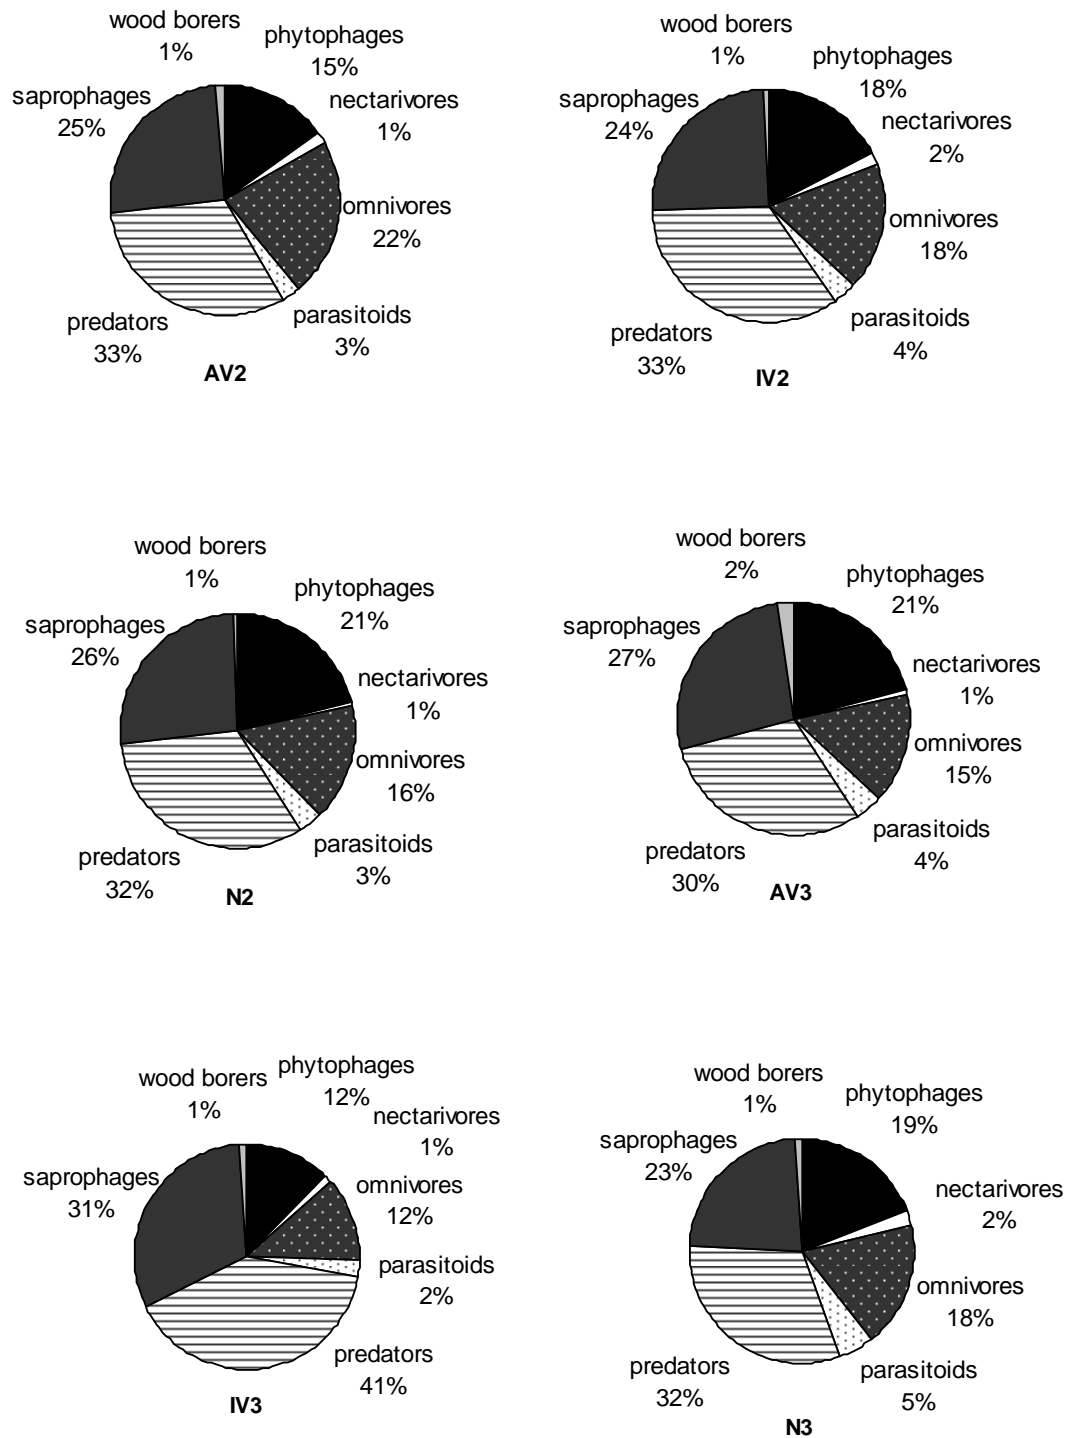 wood borers
1%
phytophages
15%
nectarivores
1%
omnivores
22%
parasitoids
3%
predators
33%
saprophages
25%
AV2
wood borers
1%
phytophages
18%
nectarivores
2%
omnivores
18%
parasitoids
4%
predators
33%
saprophages
24%
IV2
wood borers
1%
phytophages
21%
nectarivores
1%
omnivores
16%
parasitoids
3%
predators
32%
saprophages
26%
N2
wood borers
2%
phytophages
21%
nectarivores
1%
omnivores
15%
parasitoids
4%
predators
30%
saprophages
27%
AV3
wood borers
1%
phytophages
12%
nectarivores
1%
omnivores
12%
parasitoids
2%
predators
41%
saprophages
31%
IV3
wood borers
1%
phytophages
19%
nectarivores
2%
omnivores
18%
parasitoids
5%
predators
32%
saprophages
23%
N3